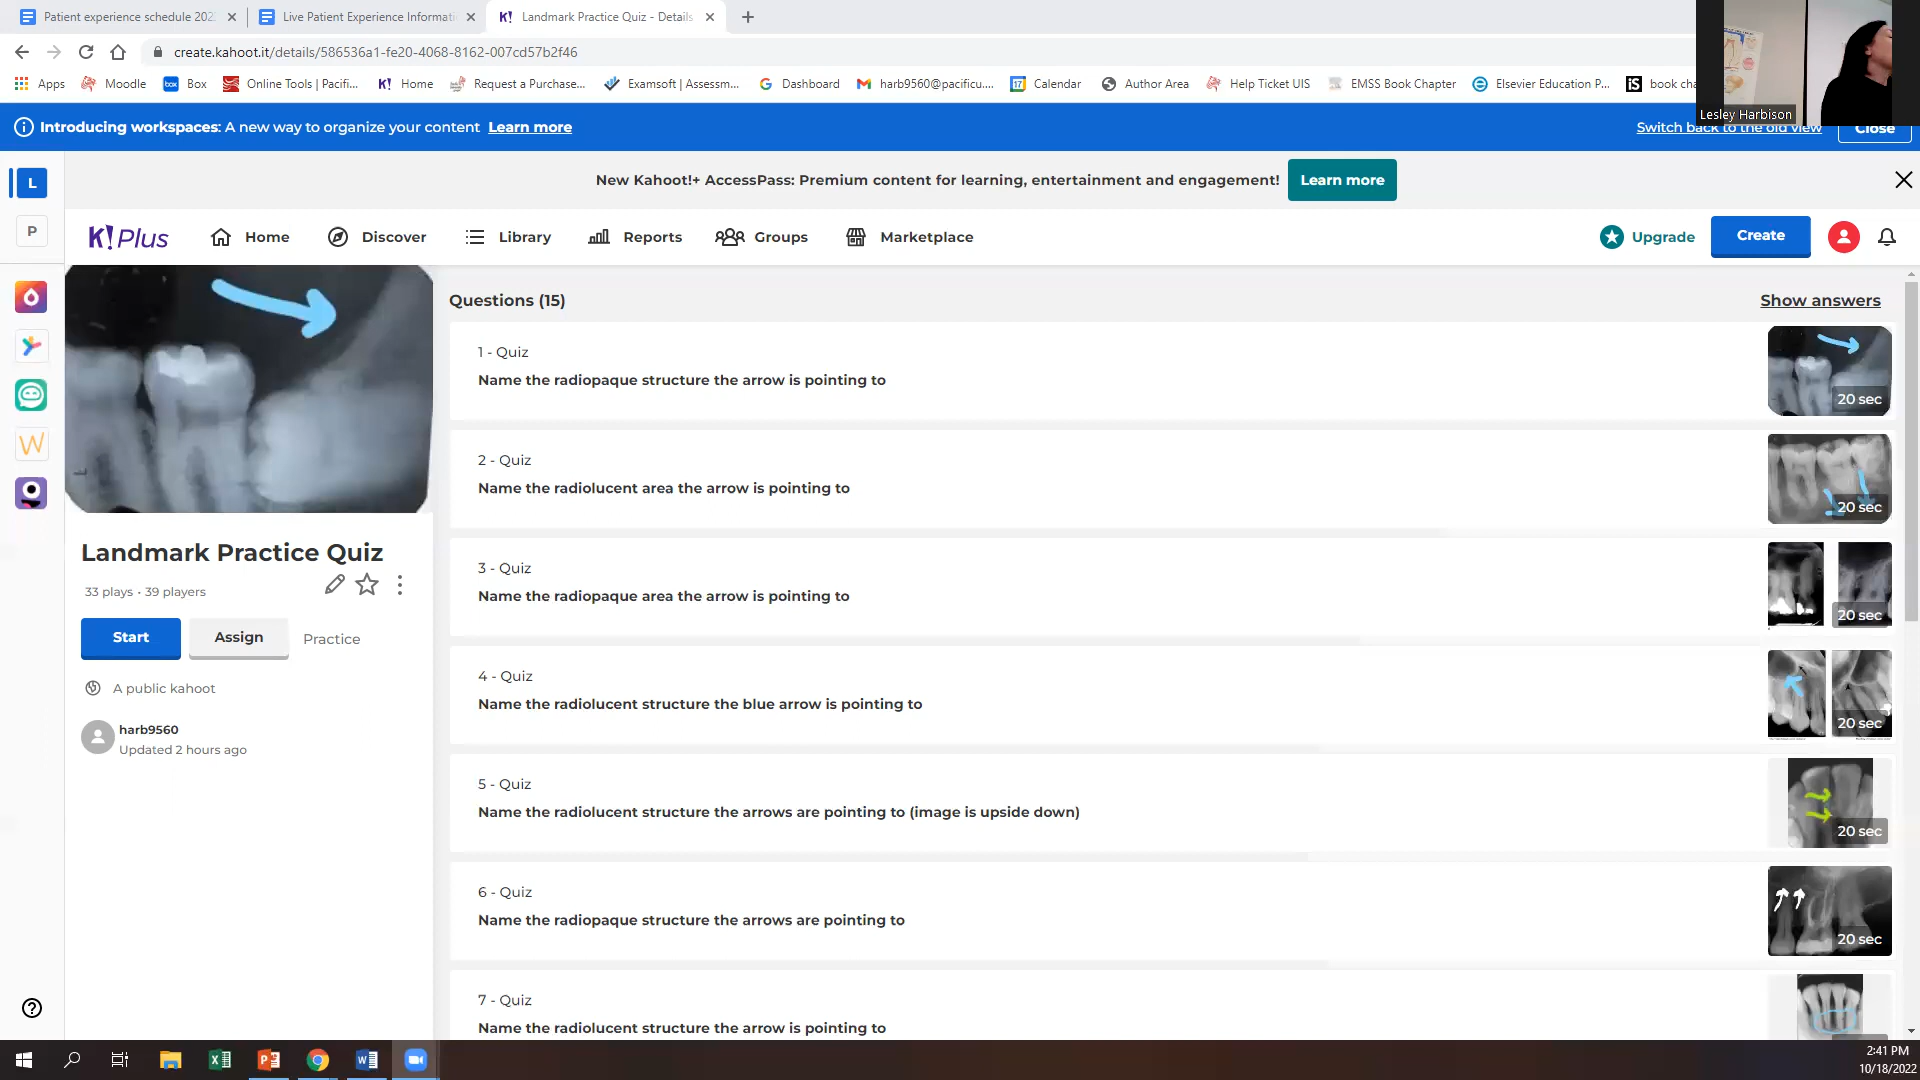 Patient experience schedule 202
Live Patient Experience Informati
K! Landmark Practice Quiz - Details
create.kahoot.it/details/586536a1-fe20-4068-8162-007cd57b2f46
Apps Moodle box Box Online Tools | Pacifi... K! Home Request a Purchase... Examsoft | Assessm... G Dashboard harb9560@pacificu.... 17 Calendar Author Area Help Ticket UIS EMSS Book Chapter Elsevier Education P... iS book cha
Lesley Harbison
Introducing workspaces: A new way to organize your content Learn more
Switch back to the old view Close
L
New Kahoot!+ AccessPass: Premium content for learning, entertainment and engagement! Learn more
P
K! Plus Home Discover Library Reports Groups Marketplace Upgrade Create
Questions (15) Show answers
1 - Quiz
Name the radiopaque structure the arrow is pointing to
20 sec
2 - Quiz
Name the radiolucent area the arrow is pointing to
20 sec
3 - Quiz
Name the radiopaque area the arrow is pointing to
20 sec
4 - Quiz
Name the radiolucent structure the blue arrow is pointing to
20 sec
5 - Quiz
Name the radiolucent structure the arrows are pointing to (image is upside down)
20 sec
6 - Quiz
Name the radiopaque structure the arrows are pointing to
20 sec
7 - Quiz
Name the radiolucent structure the arrow is pointing to
W
Landmark Practice Quiz
33 plays • 39 players
Start Assign Practice
A public kahoot
harb9560
Updated 2 hours ago
2:41 PM
10/18/2022